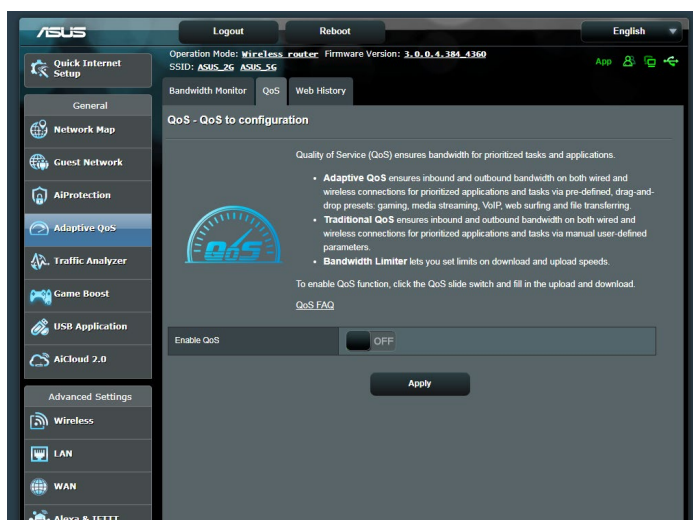 ASUS
Logout
Reboot
English
Quick Internet
Setup
Operation Mode: Wireless router Firmware Version: 3.0.0.4.384_4360
SSID: ASUS_2G ASUS_5G
App
Bandwidth Monitor
QoS
Web History
General
Network Map
Guest Network
AiProtection
Adaptive QoS
Traffic Analyzer
Game Boost
USB Application
AiCloud 2.0
Advanced Settings
Wireless
LAN
WAN
Alexa & IFTTT
QoS - QoS to configuration
Quality of Service (QoS) ensures bandwidth for prioritized tasks and applications.
• Adaptive QoS ensures inbound and outbound bandwidth on both wired and
wireless connections for prioritized applications and tasks via pre-defined, drag-and-
drop presets: gaming, media streaming, VoIP, web surfing and file transferring.
• Traditional QoS ensures inbound and outbound bandwidth on both wired and
wireless connections for prioritized applications and tasks via manual user-defined
parameters.
• Bandwidth Limiter lets you set limits on download and upload speeds.
QoS
To enable QoS function, click the QoS slide switch and fill in the upload and download.
QoS FAQ
Enable QoS
OFF
Apply